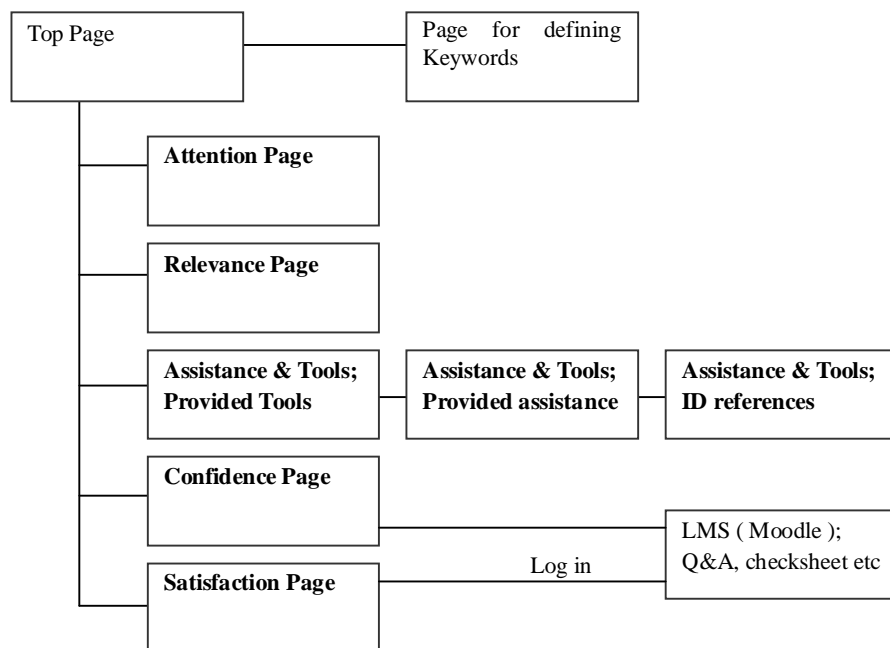 Top Page
Page for defining
Keywords
Attention Page
Relevance Page
Assistance & Tools;
Provided Tools
Assistance & Tools;
Provided assistance
Assistance & Tools;
ID references
Confidence Page
LMS ( Moodle );
Q&A, checksheet etc
Log in
Satisfaction Page